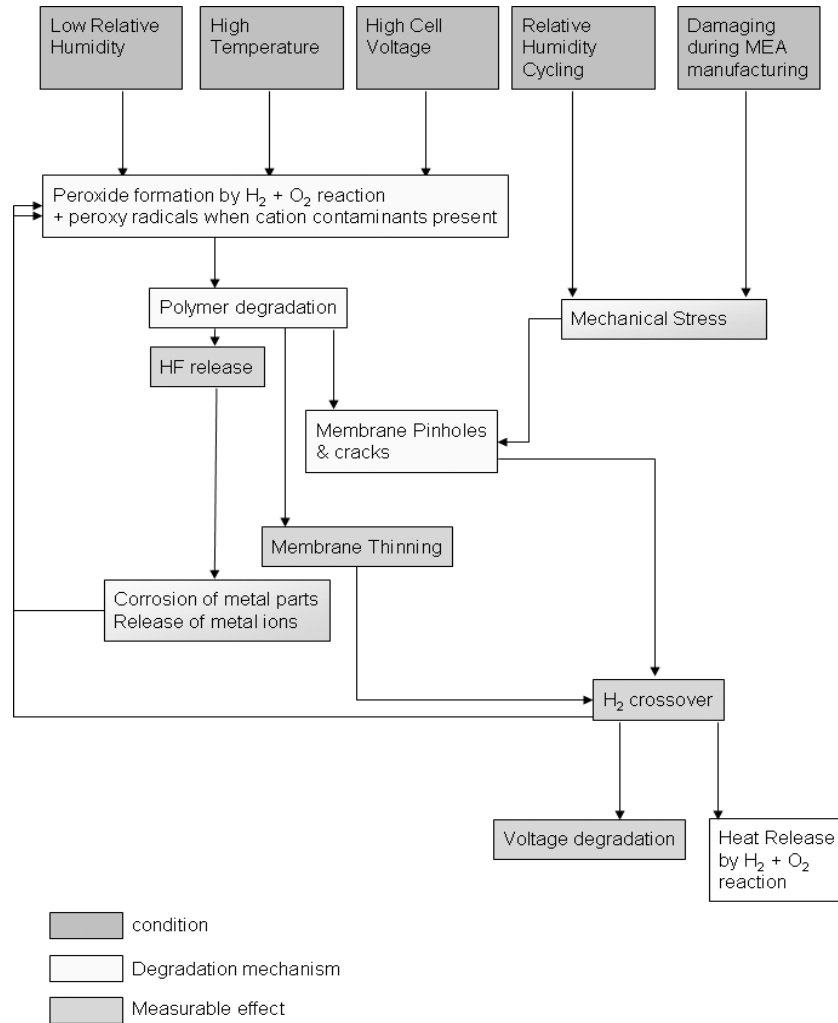 Low Relative
Humidity
High
Temperature
High Cell
Voltage
Relative
Humidity
Cycling
Damaging
during MEA
manufacturing
Peroxide formation by H₂ + O₂ reaction
+ peroxy radicals when cation contaminants present
Polymer degradation
Mechanical Stress
HF release
Membrane Pinholes
& cracks
Membrane Thinning
Corrosion of metal parts
Release of metal ions
H₂ crossover
Voltage degradation
Heat Release
by H₂ + O₂
reaction
condition
Degradation mechanism
Measurable effect